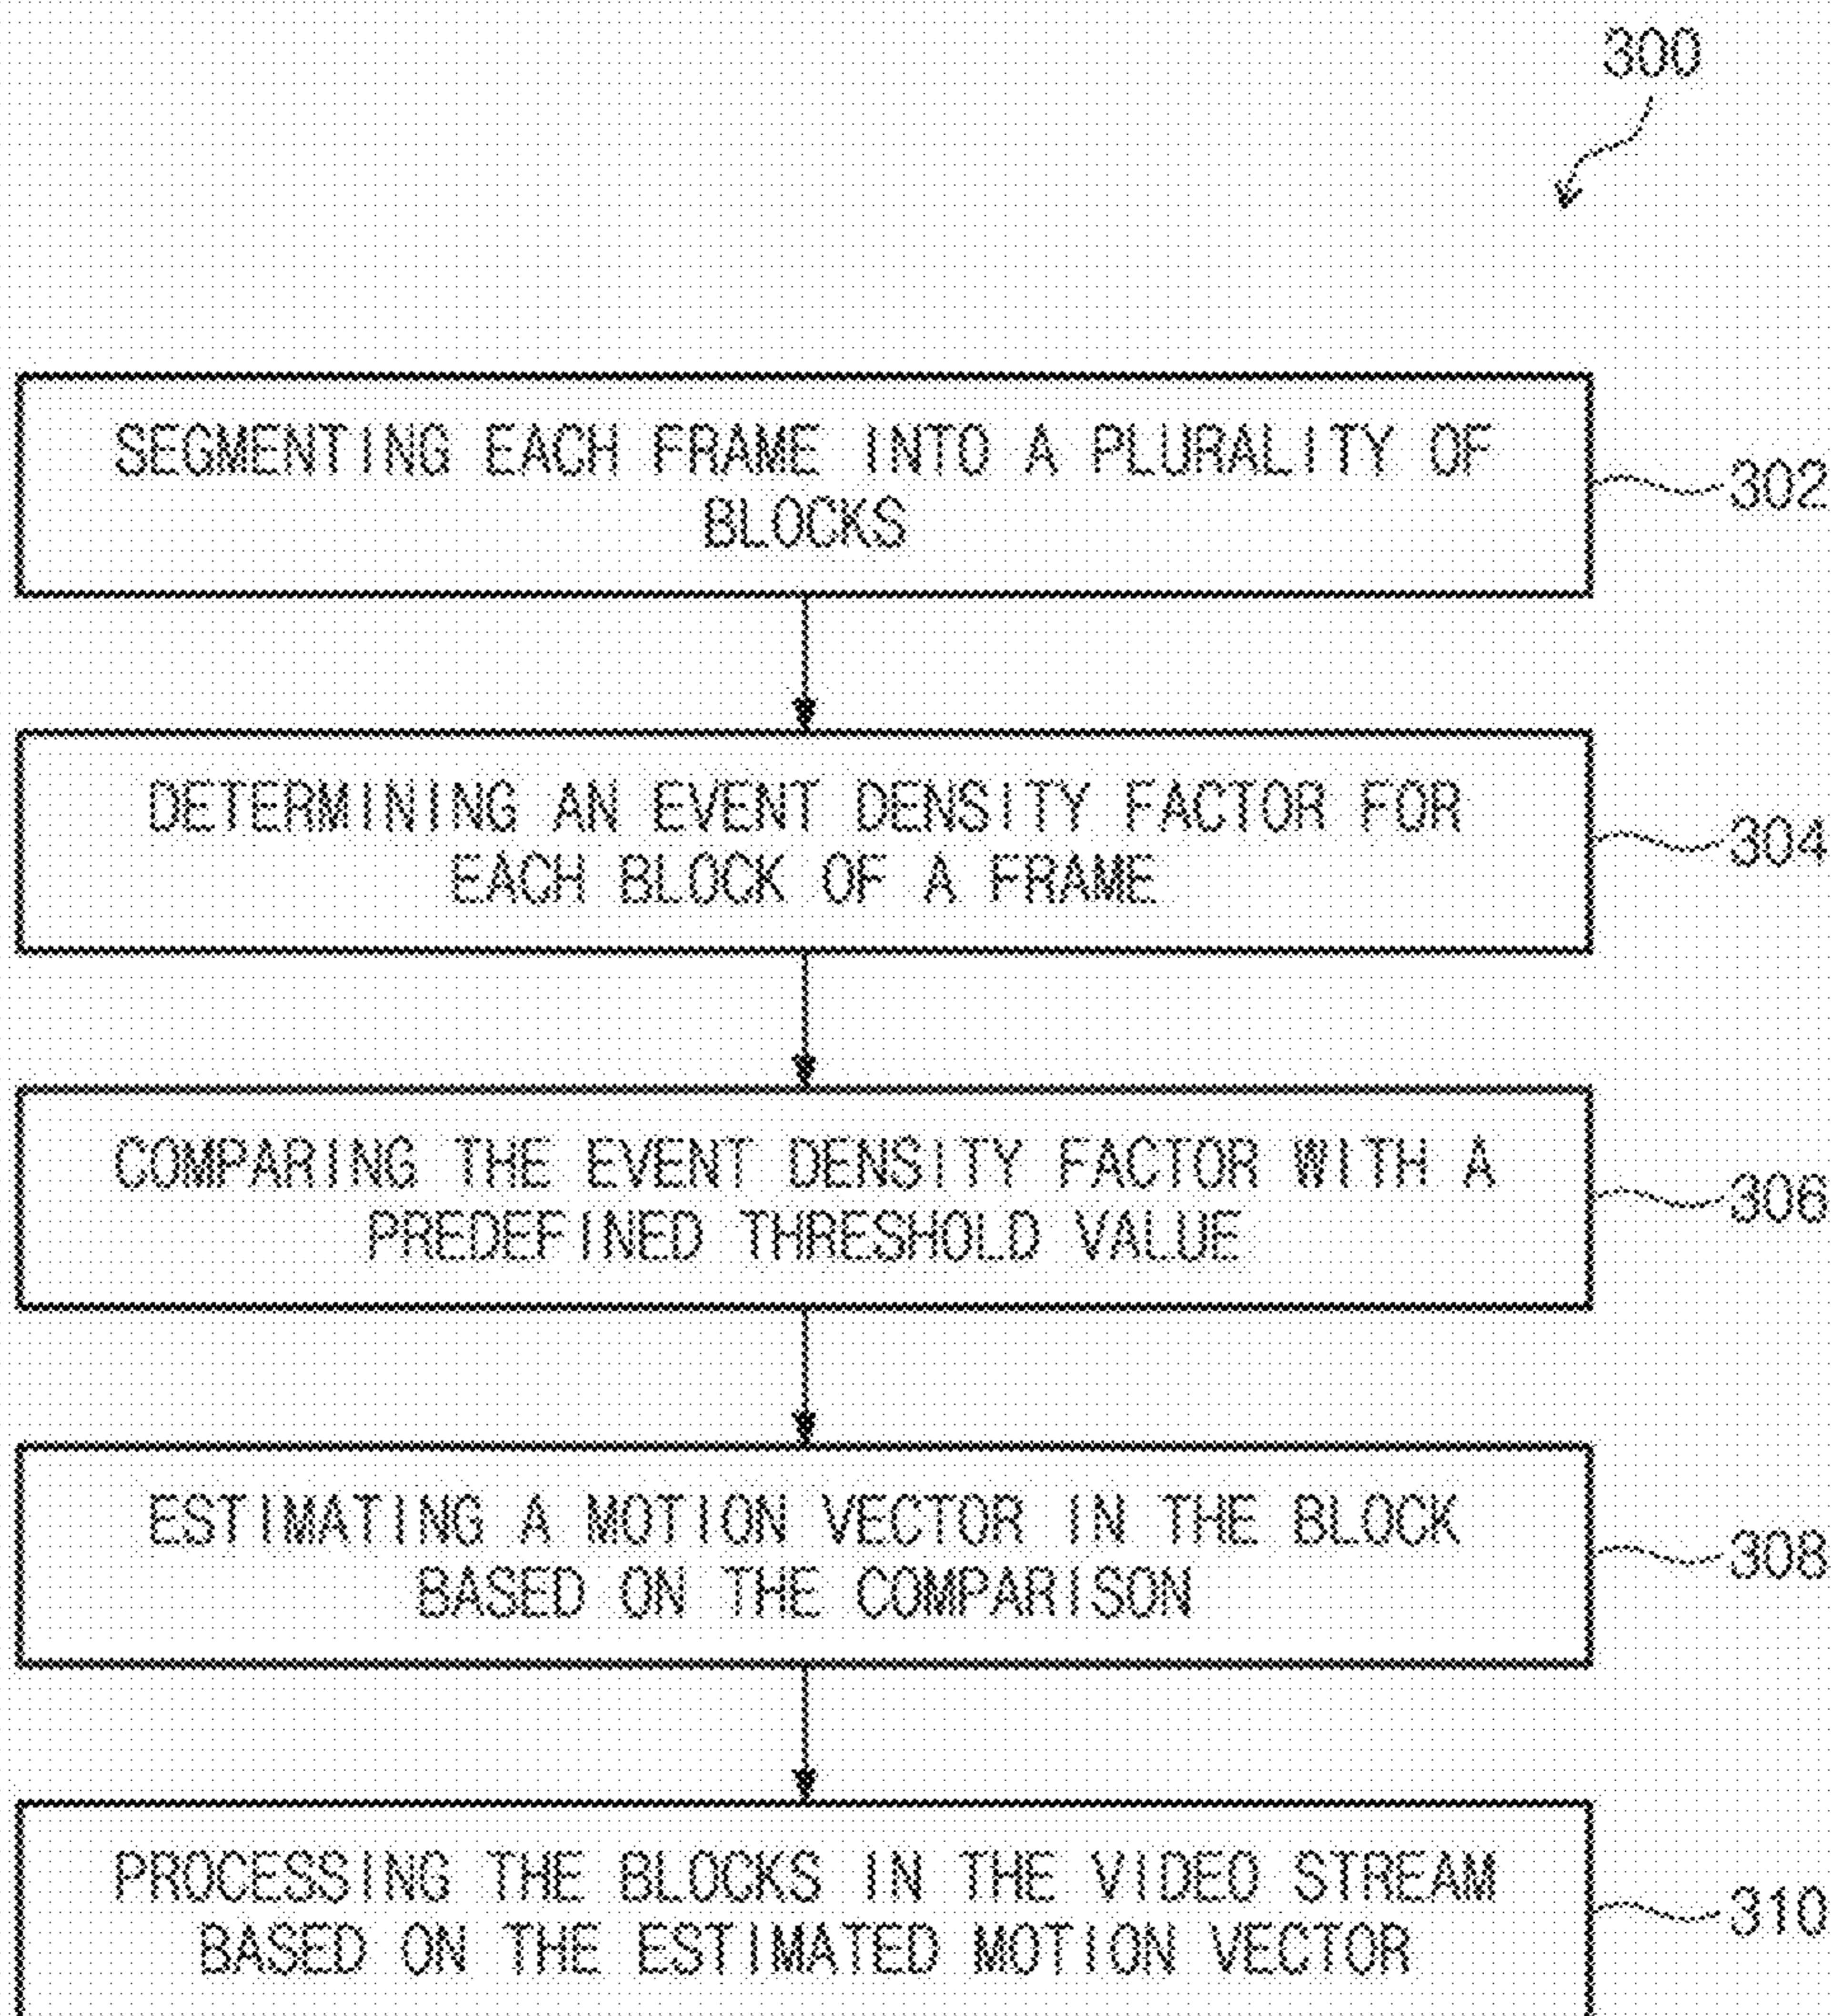 300
SEGMENTING EACH FRAME INTO A PLURALITY OF
BLOCKS
302
DETERMINING AN EVENT DENSITY FACTOR FOR
EACH BLOCK OF A FRAME
304
COMPARING THE EVENT DENSITY FACTOR WITH A
PREDEFINED THRESHOLD VALUE
306
ESTIMATING A MOTION VECTOR IN THE BLOCK
BASED ON THE COMPARISON
308
PROCESSING THE BLOCKS IN THE VIDEO STREAM
BASED ON THE ESTIMATED MOTION VECTOR
310